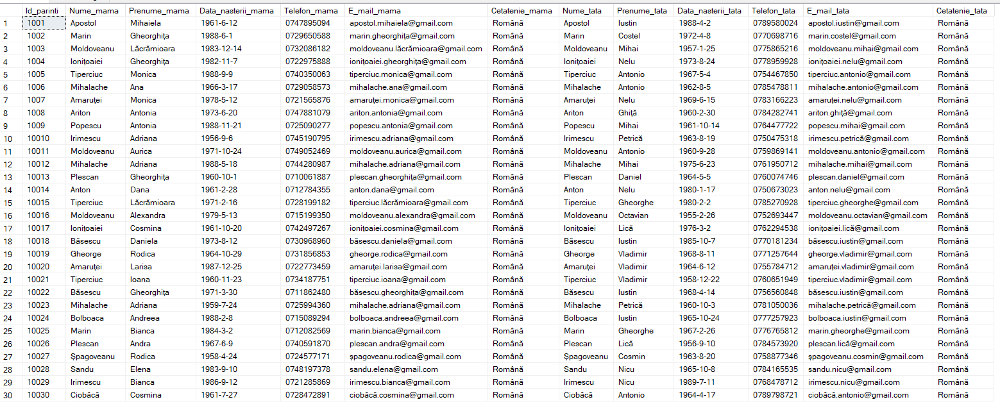 Id_parinti Nume_mama Prenume_mama Data_nasterii_mama Telefon_mama E_mail_mama Cetatenie_mama Nume_tata Prenume_tata Data_nasterii_tata Telefon_tata E_mail_tata Cetatenie_tata
1 1001 Apostol Mihaiela 1961-6-12 0747895094 apostol.mihaiela@gmail.com Română Apostol Iustin 1988-4-2 0789580024 apostol.iustin@gmail.com Română
2 1002 Marin Gheorghița 1988-6-1 0729650588 marin.gheorghița@gmail.com Română Marin Costel 1972-4-8 0770698716 marin.costel@gmail.com Română
3 1003 Moldoveanu Lăcrămioara 1983-12-14 0732086182 moldoveanu.lăcrămioara@gmail.com Română Moldoveanu Mihai 1957-1-25 0775865216 moldoveanu.mihai@gmail.com Română
4 1004 Ionițoaiei Gheorghița 1982-11-7 0722975888 ionițoaiei.gheorghița@gmail.com Română Ionițoaiei Nelu 1973-8-24 0778959928 ionițoaiei.nelu@gmail.com Română
5 1005 Tiperciuc Monica 1988-9-9 0740350063 tiperciuc.monica@gmail.com Română Tiperciuc Antonio 1967-5-4 0754467850 tiperciuc.antonio@gmail.com Română
6 1006 Mihalache Ana 1966-3-17 0729058573 mihalache.ana@gmail.com Română Mihalache Antonio 1962-8-5 0785478811 mihalache.antonio@gmail.com Română
7 1007 Amaruței Monica 1978-5-12 0721565876 amaruței.monica@gmail.com Română Amaruței Nelu 1969-6-15 0783166223 amaruței.nelu@gmail.com Română
8 1008 Ariton Antonia 1973-6-20 0747881079 ariton.antonia@gmail.com Română Ariton Ghiță 1960-2-30 0784282741 ariton.ghiță@gmail.com Română
9 1009 Popescu Antonia 1988-11-21 0725090277 popescu.antonia@gmail.com Română Popescu Mihai 1961-10-14 0764477722 popescu.mihai@gmail.com Română
10 10010 Irimescu Adriana 1956-9-6 0745190795 irimescu.adriana@gmail.com Română Irimescu Petrică 1963-8-19 0750475318 irimescu.petrică@gmail.com Română
11 10011 Moldoveanu Aurica 1971-10-24 0749052469 moldoveanu.aurica@gmail.com Română Moldoveanu Antonio 1960-9-28 0759869141 moldoveanu.antonio@gmail.com Română
12 10012 Mihalache Adriana 1988-5-18 0744280987 mihalache.adriana@gmail.com Română Mihalache Mihai 1975-6-23 0761950712 mihalache.mihai@gmail.com Română
13 10013 Plescan Gheorghița 1960-10-1 0710061887 plescan.gheorghița@gmail.com Română Plescan Daniel 1964-5-5 0760074746 plescan.daniel@gmail.com Română
14 10014 Anton Dana 1961-2-28 0712784355 anton.dana@gmail.com Română Anton Nelu 1980-1-17 0750673023 anton.nelu@gmail.com Română
15 10015 Tiperciuc Lăcrămioara 1971-2-16 0728199182 tiperciuc.lăcrămioara@gmail.com Română Tiperciuc Gheorghe 1980-2-2 0785270928 tiperciuc.gheorghe@gmail.com Română
16 10016 Moldoveanu Alexandra 1979-5-13 0715199350 moldoveanu.alexandra@gmail.com Română Moldoveanu Octavian 1955-2-26 0752693447 moldoveanu.octavian@gmail.com Română
17 10017 Ionițoaiei Cosmina 1961-10-20 0742497267 ionițoaiei.cosmina@gmail.com Română Ionițoaiei Lică 1976-3-2 0762294538 ionițoaiei.lică@gmail.com Română
18 10018 Băsescu Daniela 1973-8-12 0730968960 băsescu.daniela@gmail.com Română Băsescu Iustin 1985-10-7 0770181234 băsescu.iustin@gmail.com Română
19 10019 Gheorge Rodica 1964-10-29 0731856853 gheorge.rodica@gmail.com Română Gheorge Vladimir 1968-8-11 0771257644 gheorge.vladimir@gmail.com Română
20 10020 Amaruței Larisa 1987-12-25 0722773459 amaruței.larisa@gmail.com Română Amaruței Vladimir 1964-6-12 0755784712 amaruței.vladimir@gmail.com Română
21 10021 Tiperciuc Ioana 1960-11-23 0734187751 tiperciuc.ioana@gmail.com Română Tiperciuc Vladimir 1958-12-22 0760651949 tiperciuc.vladimir@gmail.com Română
22 10022 Băsescu Gheorghița 1971-3-30 0711862480 băsescu.gheorghița@gmail.com Română Băsescu Iustin 1968-4-14 0756560848 băsescu.iustin@gmail.com Română
23 10023 Mihalache Adriana 1959-7-24 0725994360 mihalache.adriana@gmail.com Română Mihalache Petrică 1960-10-3 0781050036 mihalache.petrică@gmail.com Română
24 10024 Bolboaca Andreea 1988-2-8 0715089294 bolboaca.andreea@gmail.com Română Bolboaca Iustin 1965-10-24 0777257923 bolboaca.iustin@gmail.com Română
25 10025 Marin Bianca 1984-3-2 0712082569 marin.bianca@gmail.com Română Marin Gheorghe 1967-2-26 0776765812 marin.gheorghe@gmail.com Română
26 10026 Plescan Andra 1967-6-9 0740591870 plescan.andra@gmail.com Română Plescan Lică 1956-9-10 0784573920 plescan.lică@gmail.com Română
27 10027 Șpagoveanu Rodica 1958-4-24 0724577171 șpagoveanu.rodica@gmail.com Română Șpagoveanu Cosmin 1963-8-20 0758877346 șpagoveanu.cosmin@gmail.com Română
28 10028 Sandu Elena 1983-9-10 0748197378 sandu.elena@gmail.com Română Sandu Nicu 1965-10-8 0784165535 sandu.nicu@gmail.com Română
29 10029 Irimescu Bianca 1986-9-12 0721285869 irimescu.bianca@gmail.com Română Irimescu Nicu 1989-7-11 0768478712 irimescu.nicu@gmail.com Română
30 10030 Ciobâcă Cosmina 1961-7-27 0728472891 ciobâcă.cosmina@gmail.com Română Ciobâcă Antonio 1964-4-17 0789798721 ciobâcă.antonio@gmail.com Română